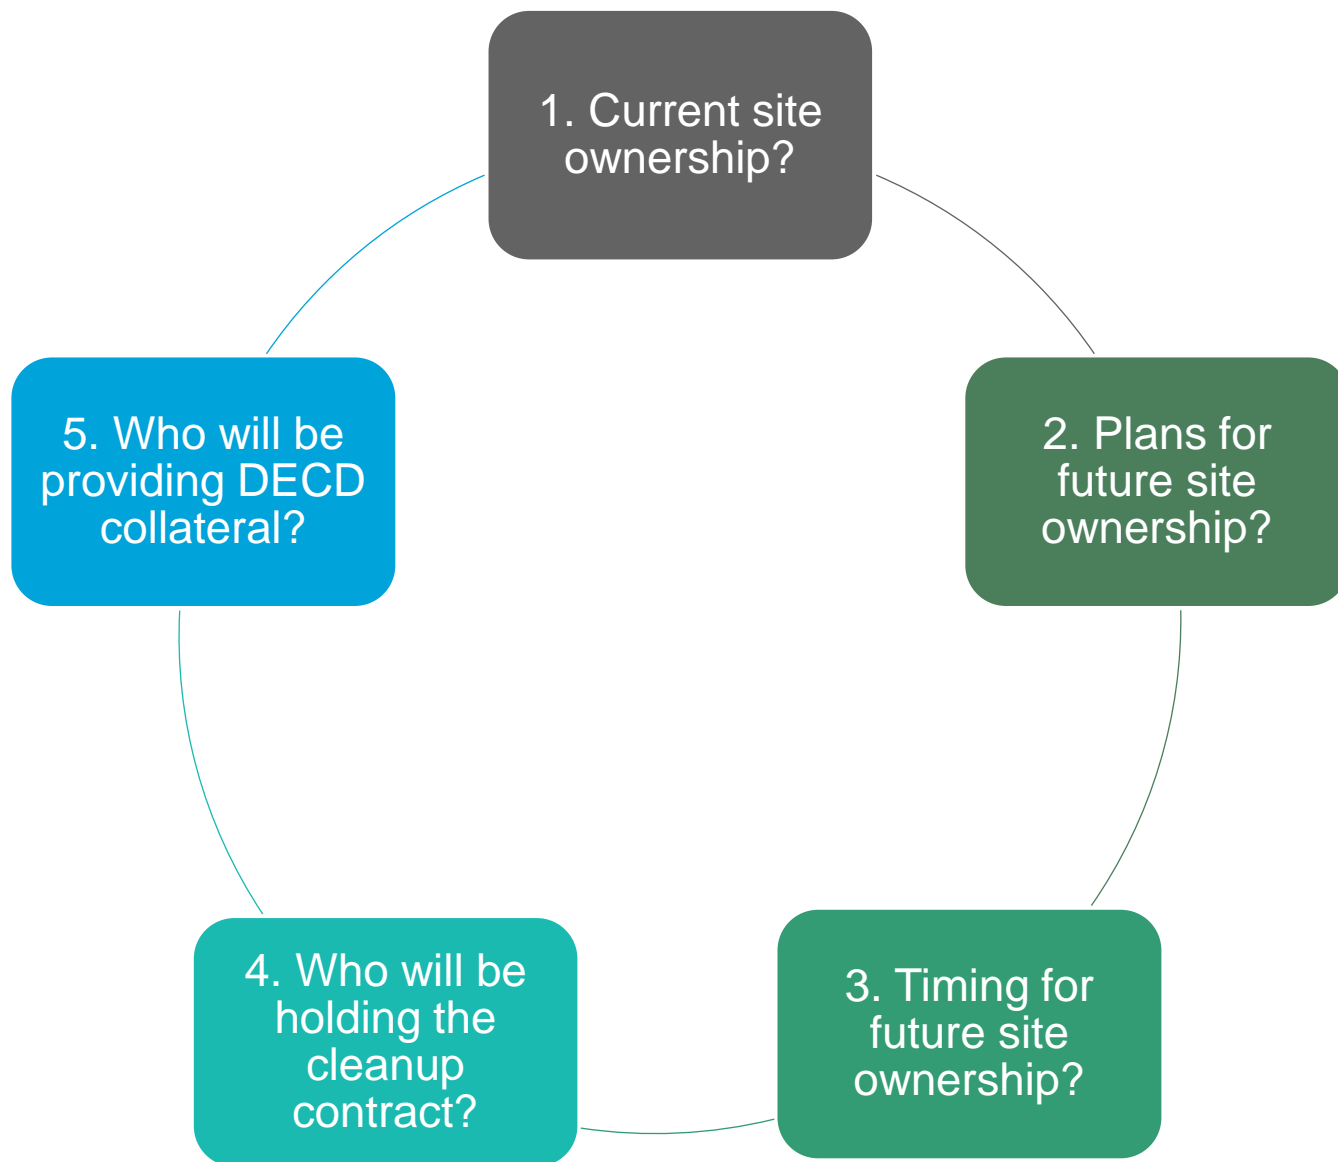 1. Current site
ownership?
2. Plans for
future site
ownership?
3. Timing for
future site
ownership?
4. Who will be
holding the
cleanup
contract?
5. Who will be
providing DECD
collateral?